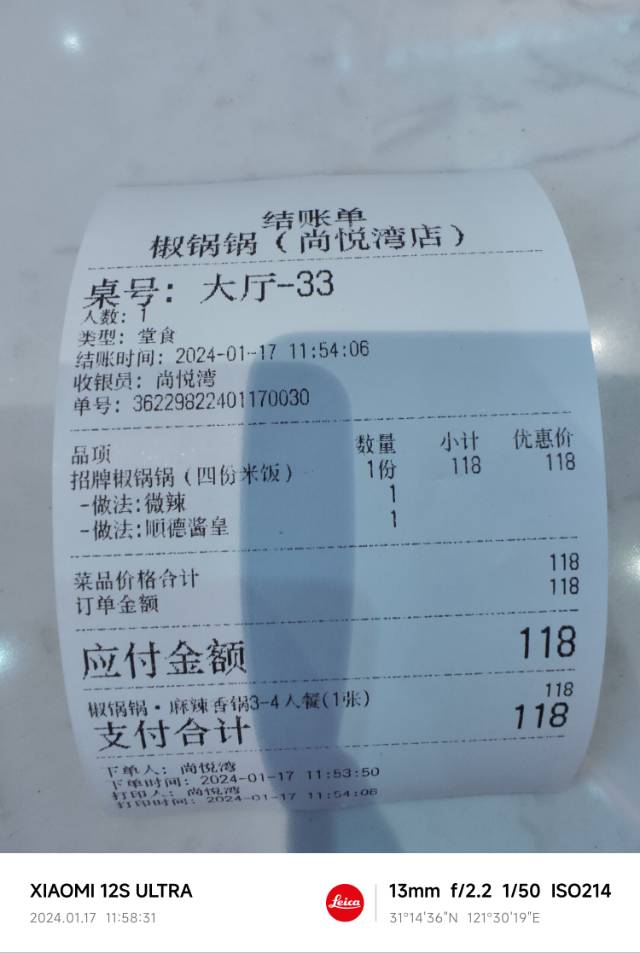 结账单
椒锅锅（尚悦湾店）
桌号：大厅-33
人数：1
类型：堂食
结账时间：2024-01-17 11:54:06
收银员：尚悦湾
单号：36229822401170030
品项 数量 小计 优惠价
招牌椒锅锅（四份米饭） 1份 118 118
-做法:微辣 1
-做法:顺德酱皇 1
菜品价格合计 118
订单金额 118
应付金额 118
椒锅锅·麻辣香锅3-4人餐(1张) 118
支付合计 118
下单人：尚悦湾
下单时间：2024-01-17 11:53:50
打印人：尚悦湾
打印时间：2024-01-17 11:54:06
XIAOMI 12S ULTRA
2024.01.17 11:58:31
Leica
13mm f/2.2 1/50 ISO214
31°14'36"N 121°30'19"E